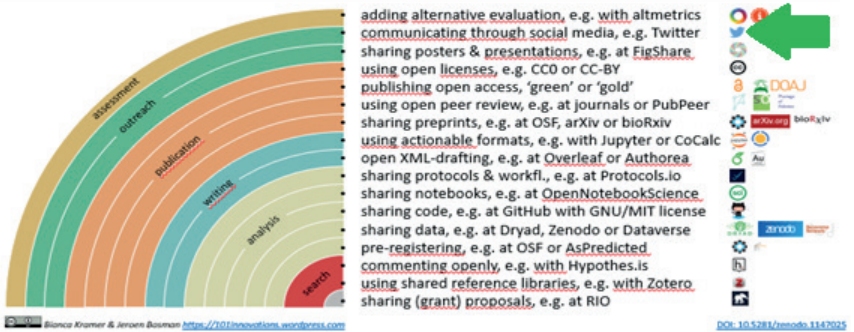 adding alternative evaluation, e.g. with altmetrics
communicating through social media, e.g. Twitter
sharing posters & presentations, e.g. at FigShare
using open licenses, e.g. CC0 or CC-BY
publishing open access, ‘green’ or ‘gold’
using open peer review, e.g. at journals or PubPeer
sharing preprints, e.g. at OSF, arXiv or bioRxiv
using actionable formats, e.g. with Jupyter or CoCalc
open XML-drafting, e.g. at Overleaf or Authorea
sharing protocols & workfl., e.g. at Protocols.io
sharing notebooks, e.g. at OpenNotebookScience
sharing code, e.g. at GitHub with GNU/MIT license
sharing data, e.g. at Dryad, Zenodo or Dataverse
pre-registering, e.g. at OSF or AsPredicted
commenting openly, e.g. with Hypothes.is
using shared reference libraries, e.g. with Zotero
sharing (grant) proposals, e.g. at RIO
assessment
outreach
publication
writing
analysis
search
DOAJ
arXiv.org bioRxiv
Au
zenodo
h
Bianca Kramer & Jeroen Bosman https://101innovations.wordpress.com
DOI: 10.5281/zenodo.1147025